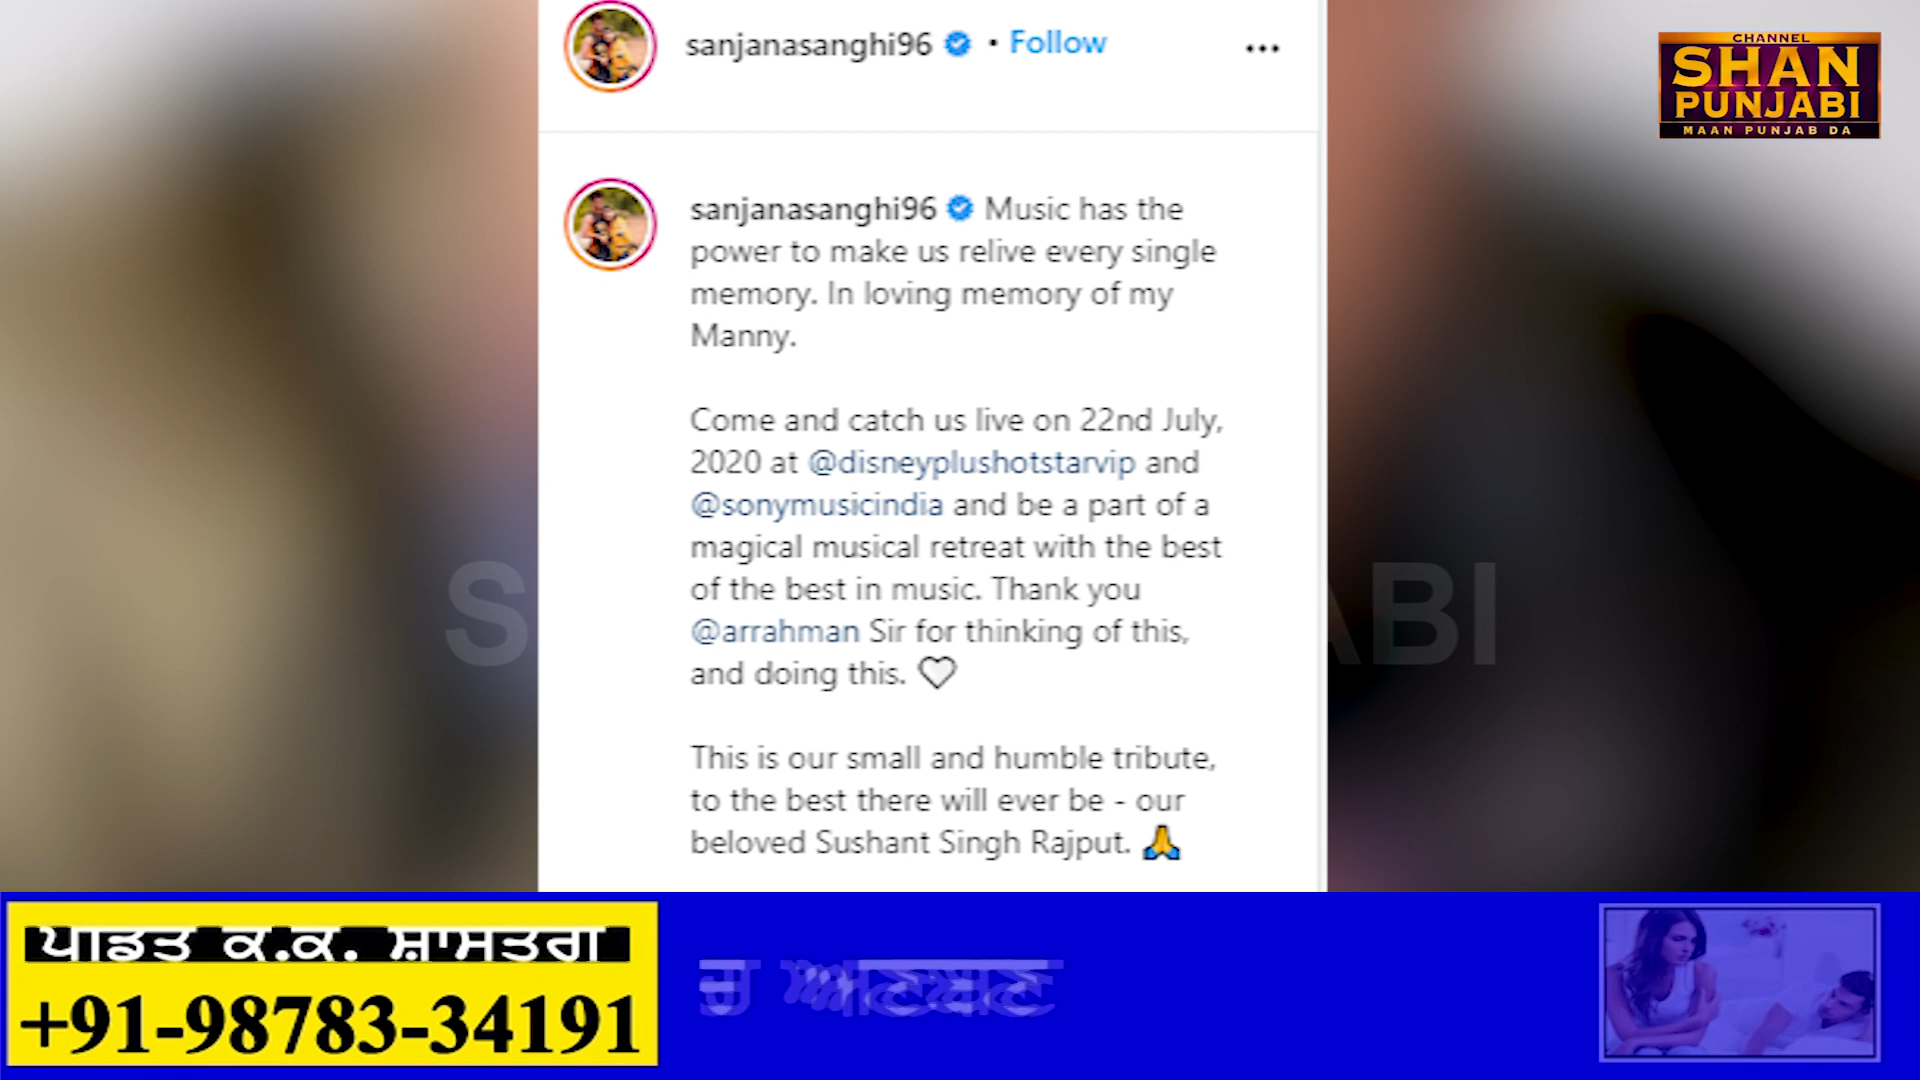 sanjanasanghi96 • Follow •••
CHANNEL
SHAN
PUNJABI
MAAN PUNJAB DA
sanjanasanghi96 Music has the
power to make us relive every single
memory. In loving memory of my
Manny.
Come and catch us live on 22nd July,
2020 at @disneyplushotstarvip and
@sonymusicindia and be a part of a
magical musical retreat with the best
of the best in music. Thank you
@arrahman Sir for thinking of this,
and doing this. ♡
This is our small and humble tribute,
to the best there will ever be - our
beloved Sushant Singh Rajput. 🙏
ਕੇ.ਕੇ.
+91-98783-34191